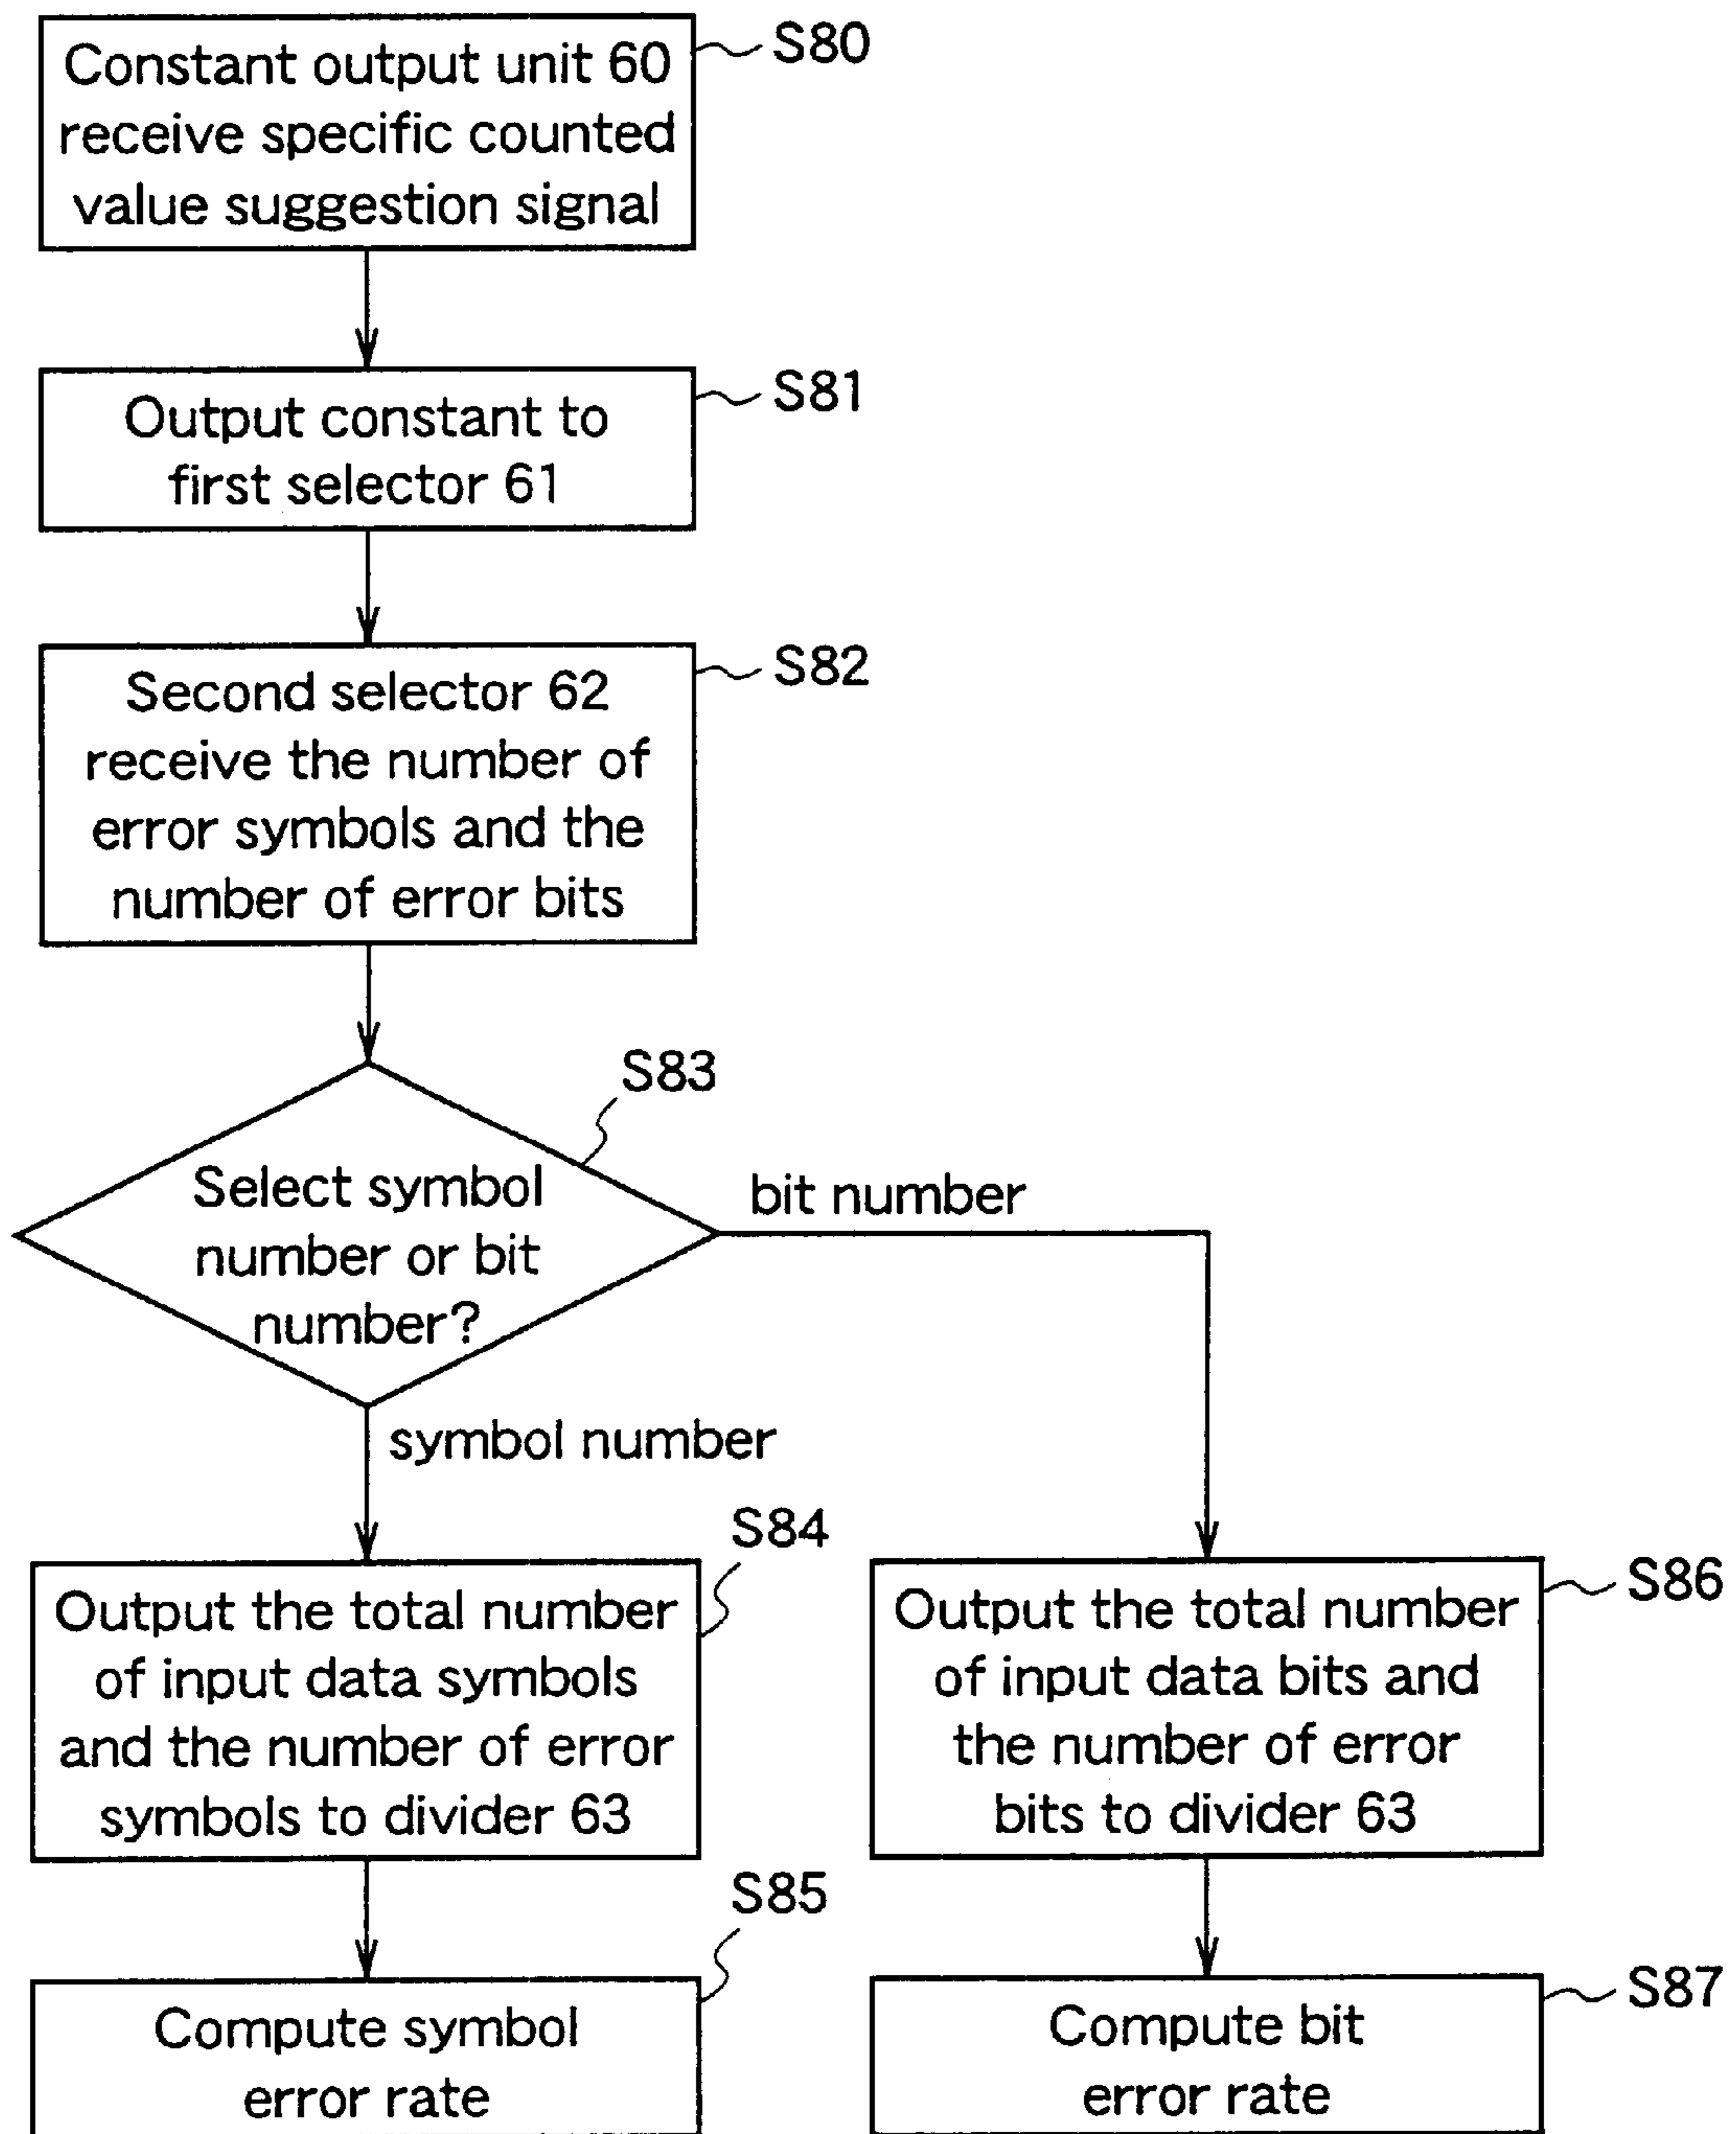 Constant output unit 60
receive specific counted
value suggestion signal
S80
Output constant to
first selector 61
S81
Second selector 62
receive the number of
error symbols and the
number of error bits
S82
S83
Select symbol
number or bit
number?
bit number
symbol number
S84
Output the total number
of input data symbols
and the number of error
symbols to divider 63
S86
Output the total number
of input data bits and
the number of error
bits to divider 63
S85
Compute symbol
error rate
S87
Compute bit
error rate